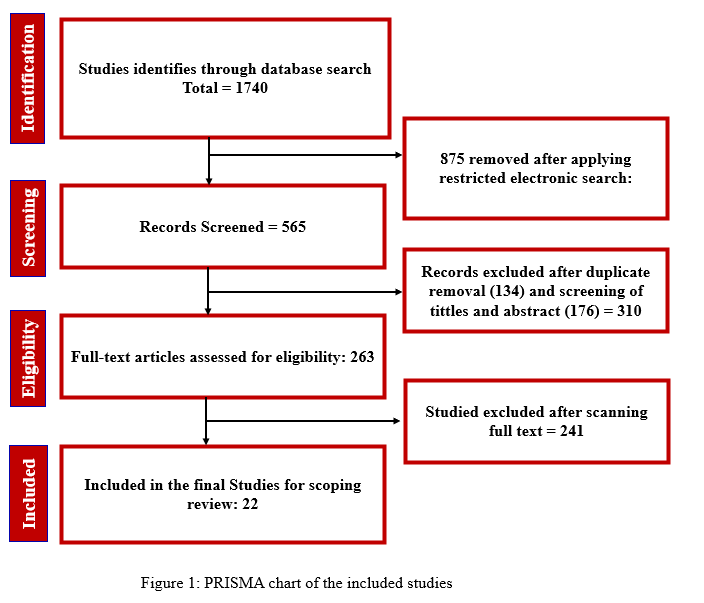 Identification
Studies identifies through database search
Total = 1740
875 removed after applying
restricted electronic search:
Screening
Records Screened = 565
Records excluded after duplicate
removal (134) and screening of
tittles and abstract (176) = 310
Eligibility
Full-text articles assessed for eligibility: 263
Studied excluded after scanning
full text = 241
Included
Included in the final Studies for scoping
review: 22
Figure 1: PRISMA chart of the included studies